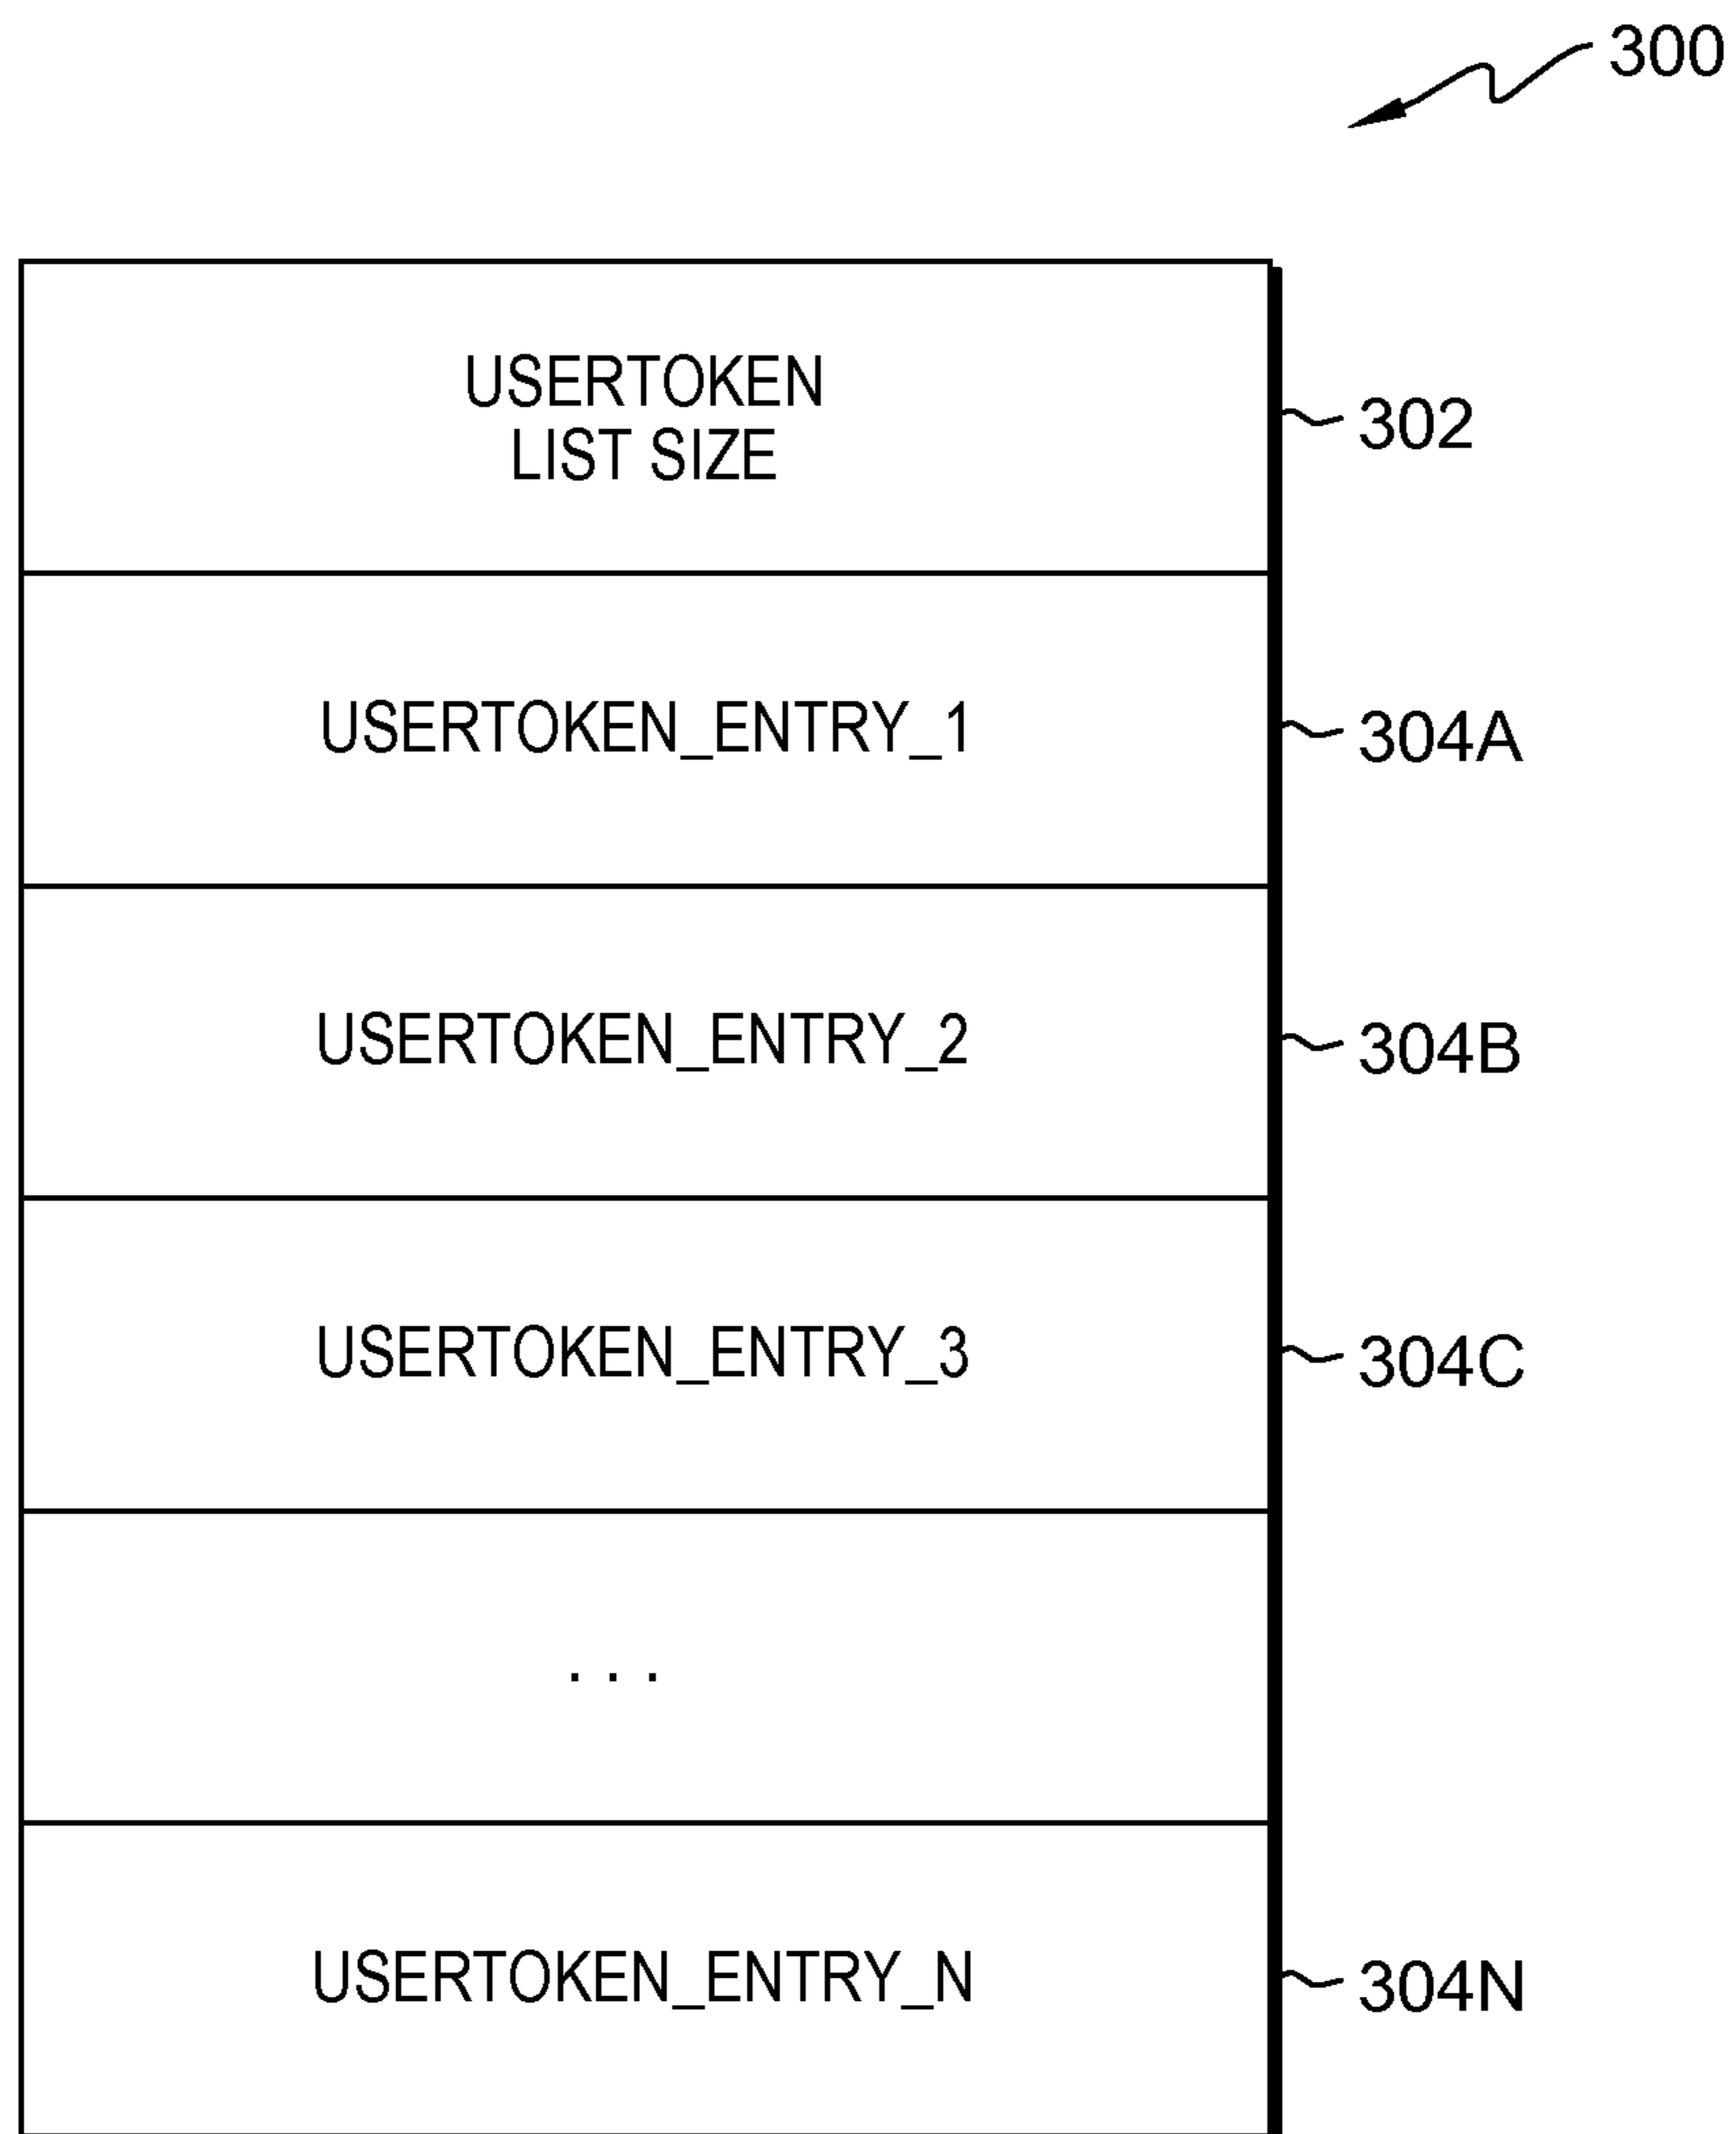 300
USERTOKEN
LIST SIZE
302
USERTOKEN_ENTRY_1
304A
USERTOKEN_ENTRY_2
304B
USERTOKEN_ENTRY_3
304C
. . .
USERTOKEN_ENTRY_N
304N